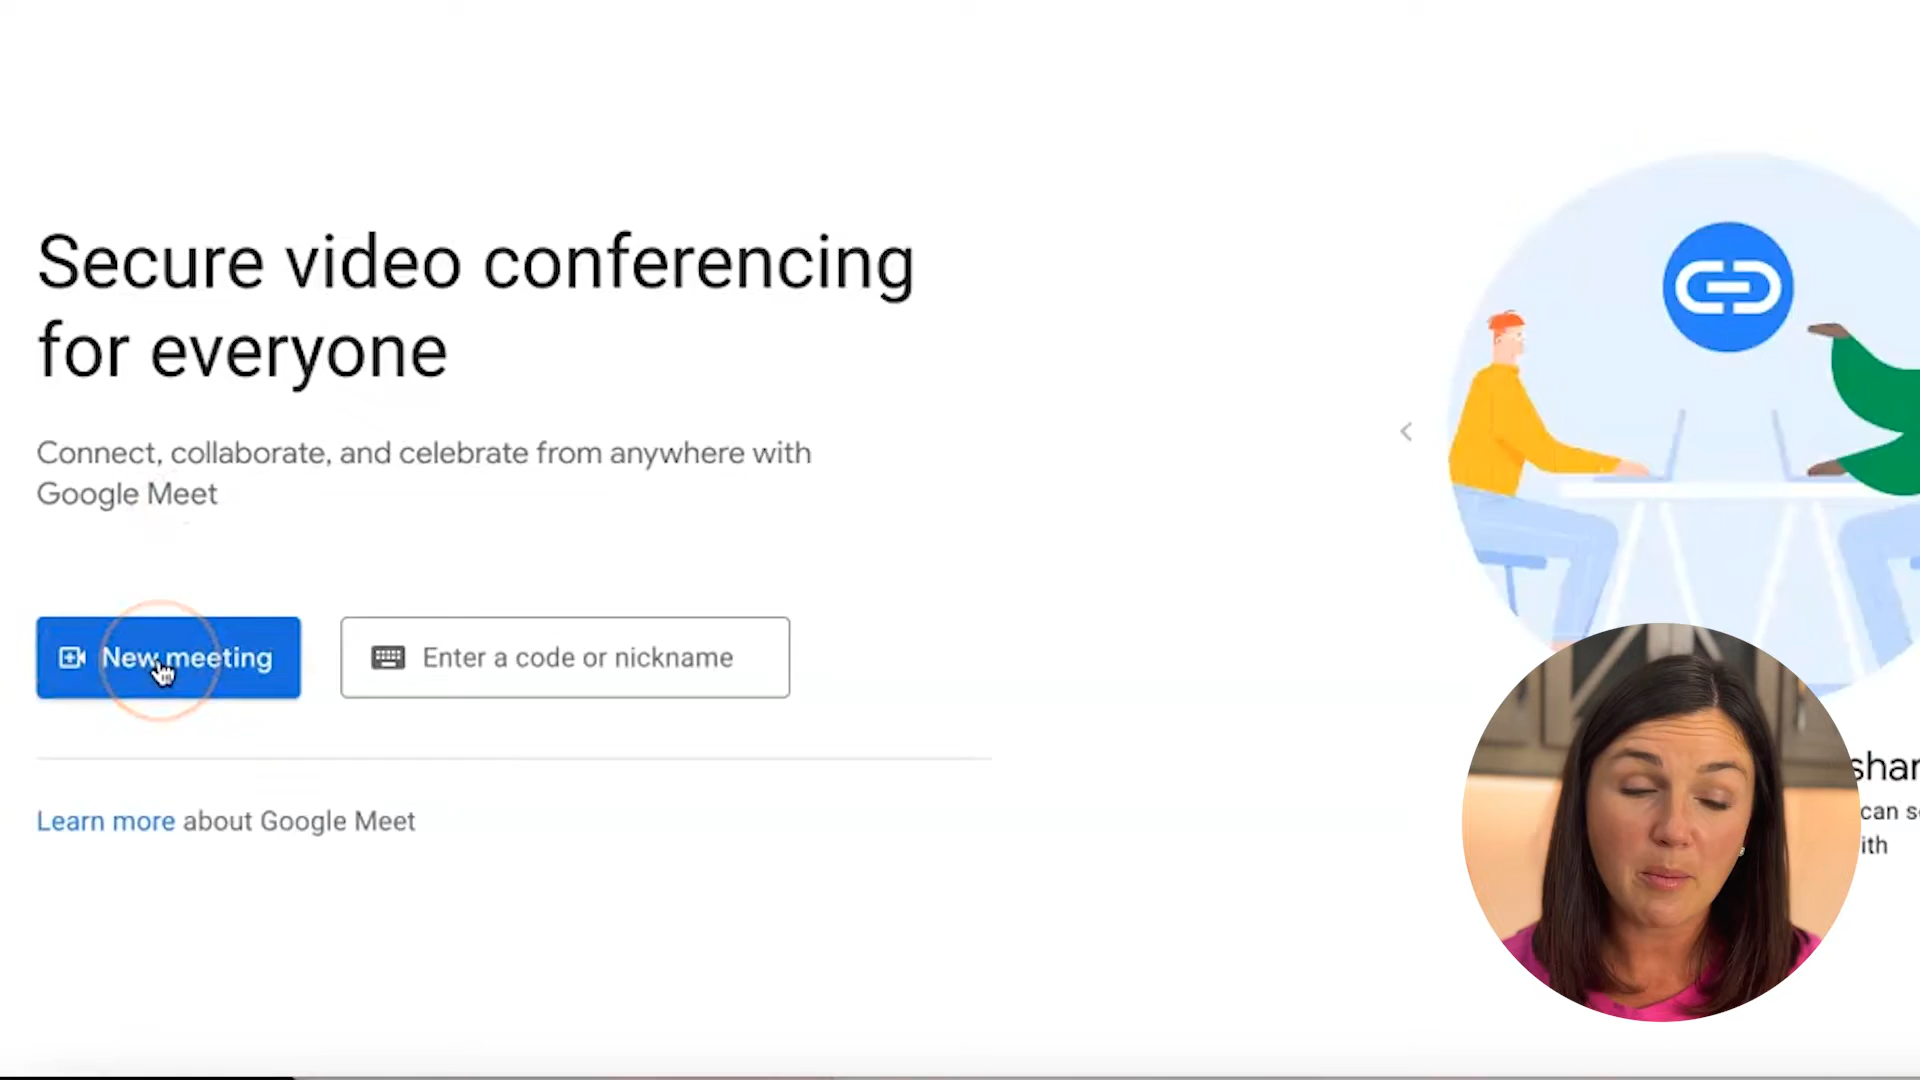 Secure video conferencing
for everyone
Connect, collaborate, and celebrate from anywhere with
Google Meet
New meeting
Enter a code or nickname
Learn more about Google Meet
can